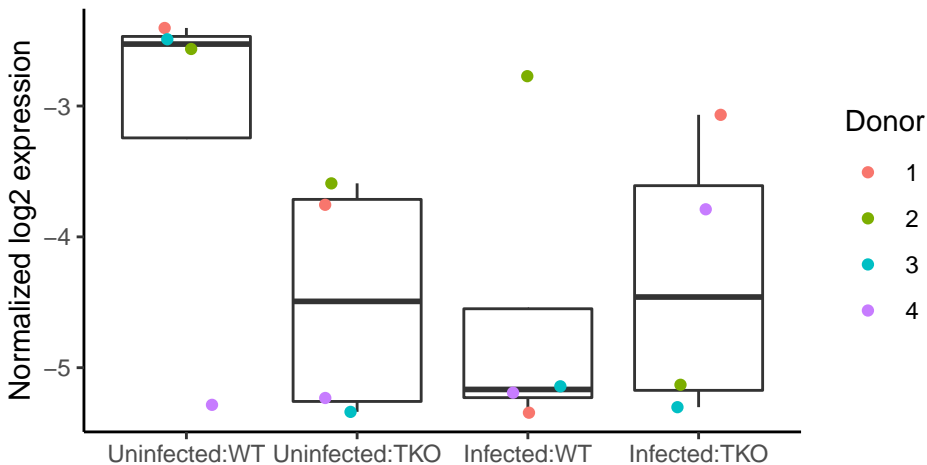 Normalized log2 expression
−3
−4
−5
Uninfected:WT
Uninfected:TKO
Infected:WT
Infected:TKO
Donor
1
2
3
4